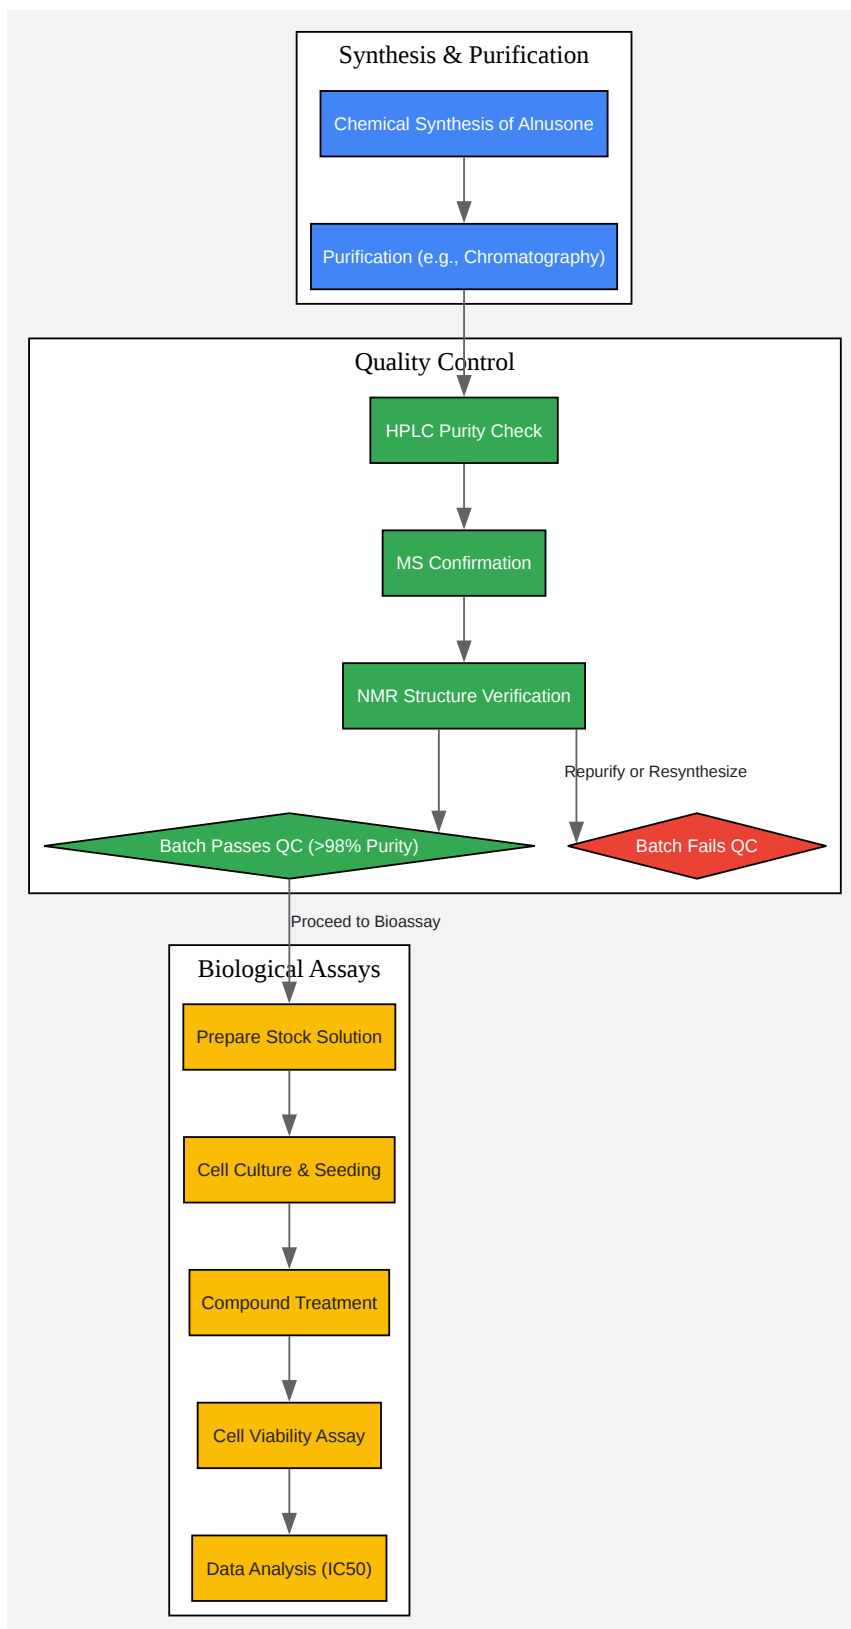 Synthesis & Purification
Chemical Synthesis of Alnusone
Purification (e.g., Chromatography)
Quality Control
HPLC Purity Check
MS Confirmation
NMR Structure Verification
Repurify or Resynthesize
Batch Passes QC (>98% Purity)
Batch Fails QC
Proceed to Bioassay
Biological Assays
Prepare Stock Solution
Cell Culture & Seeding
Compound Treatment
Cell Viability Assay
Data Analysis (IC50)